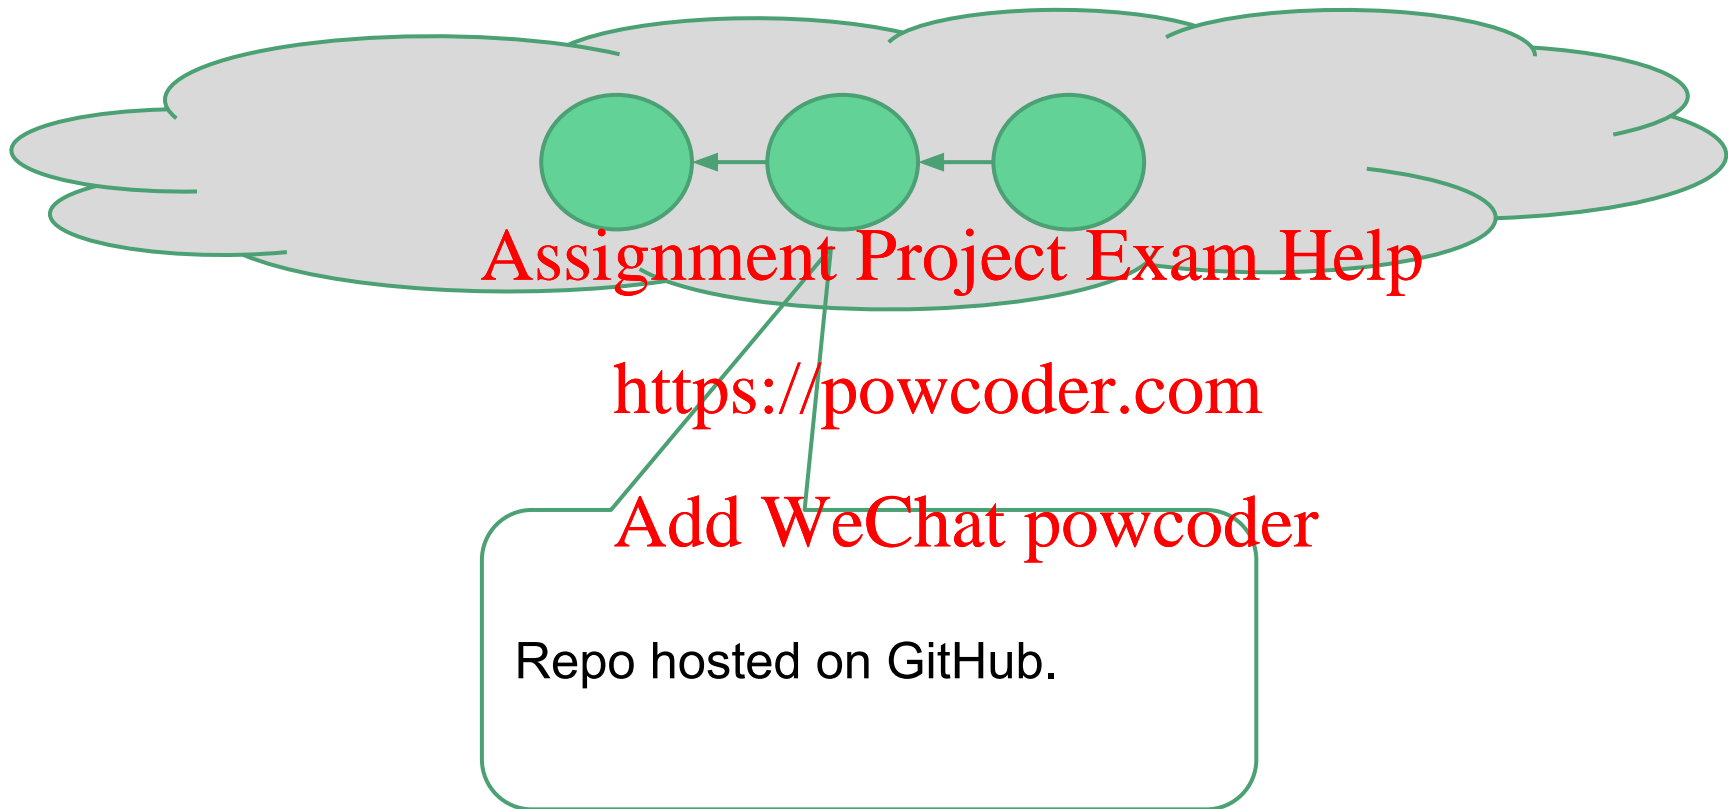 Assignment Project Exam Help
https://powcoder.com
Add WeChat powcoder
Repo hosted on GitHub.